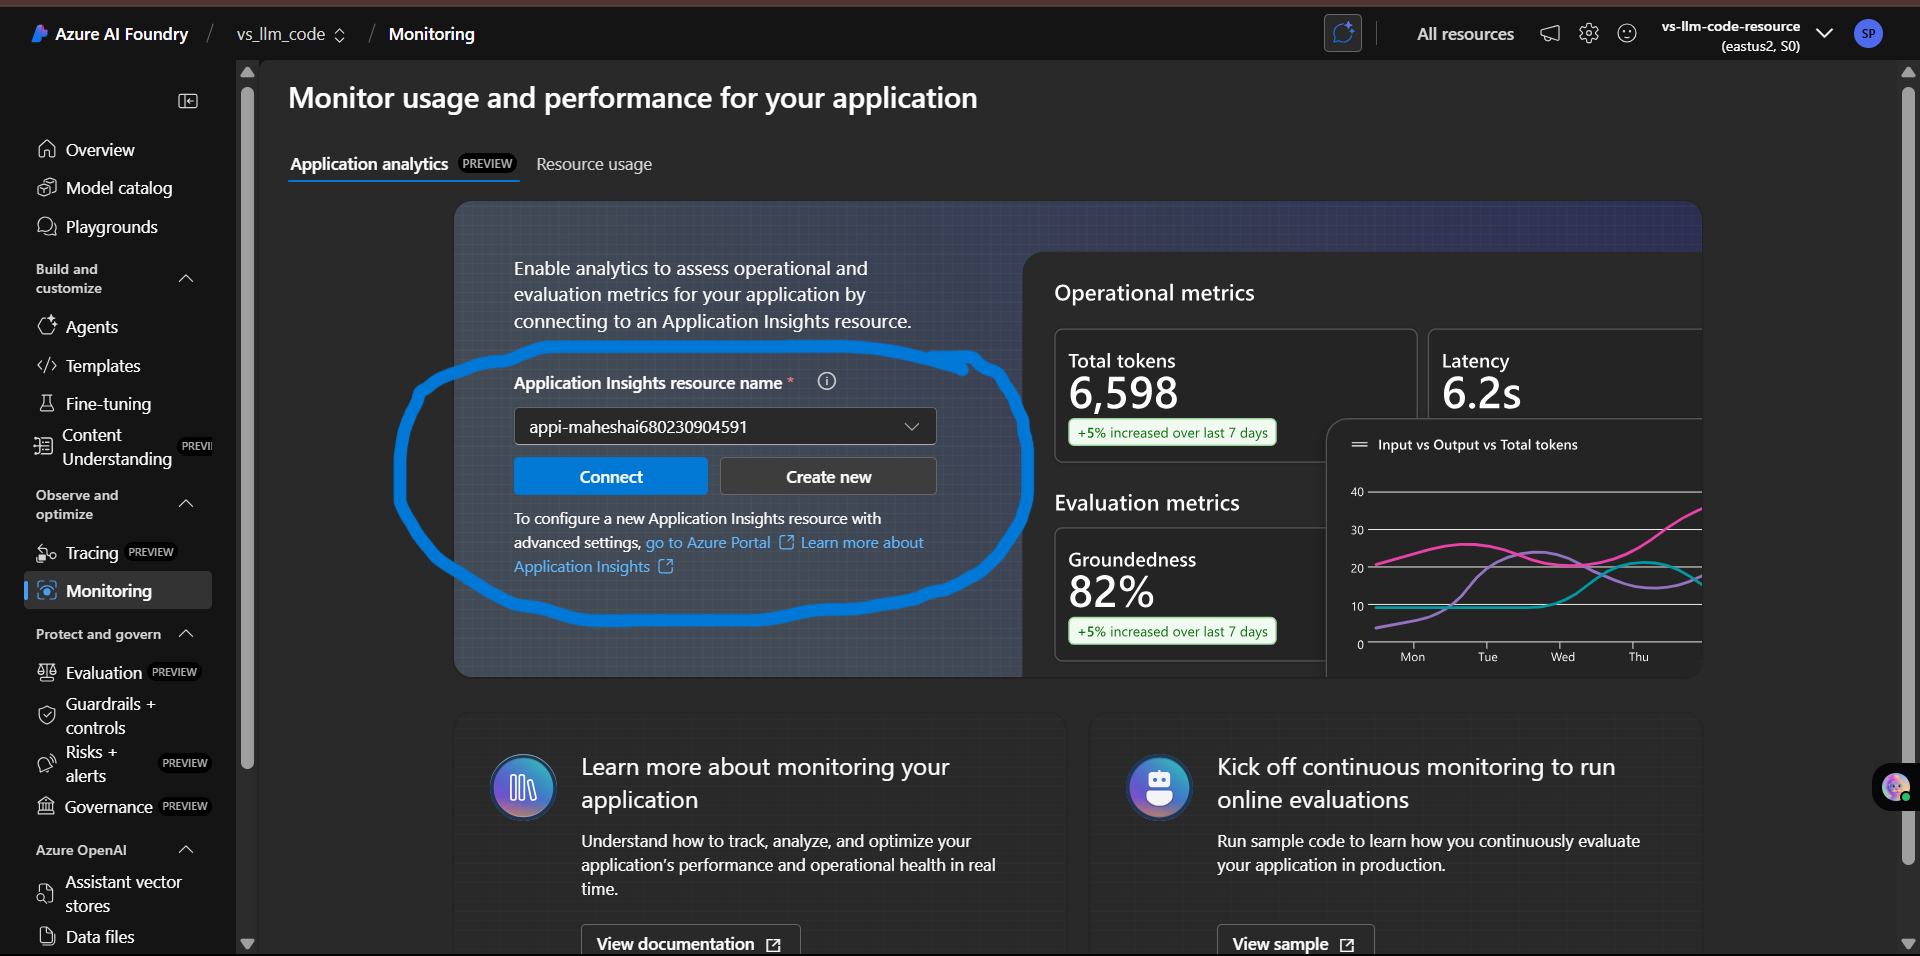 Azure AI Foundry / vs_llm_code / Monitoring
All resources
vs-llm-code-resource
(eastus2, S0)
SP
Overview
Model catalog
Playgrounds
Build and
customize
Agents
Templates
Fine-tuning
Content
Understanding PREVI
Observe and
optimize
Tracing PREVIEW
Monitoring
Protect and govern
Evaluation PREVIEW
Guardrails +
controls
Risks +
alerts PREVIEW
Governance PREVIEW
Azure OpenAI
Assistant vector
stores
Data files
Monitor usage and performance for your application
Application analytics PREVIEW Resource usage
Enable analytics to assess operational and
evaluation metrics for your application by
connecting to an Application Insights resource.
Application Insights resource name *
appi-maheshai680230904591
Connect Create new
To configure a new Application Insights resource with
advanced settings, go to Azure Portal Learn more about
Application Insights
Operational metrics
Total tokens
6,598
+5% increased over last 7 days
Latency
6.2s
Evaluation metrics
Groundedness
82%
+5% increased over last 7 days
Input vs Output vs Total tokens
40
30
20
10
0
Mon Tue Wed Thu
Learn more about monitoring your
application
Understand how to track, analyze, and optimize your
application’s performance and operational health in real
time.
View documentation
Kick off continuous monitoring to run
online evaluations
Run sample code to learn how you continuously evaluate
your application in production.
View sample